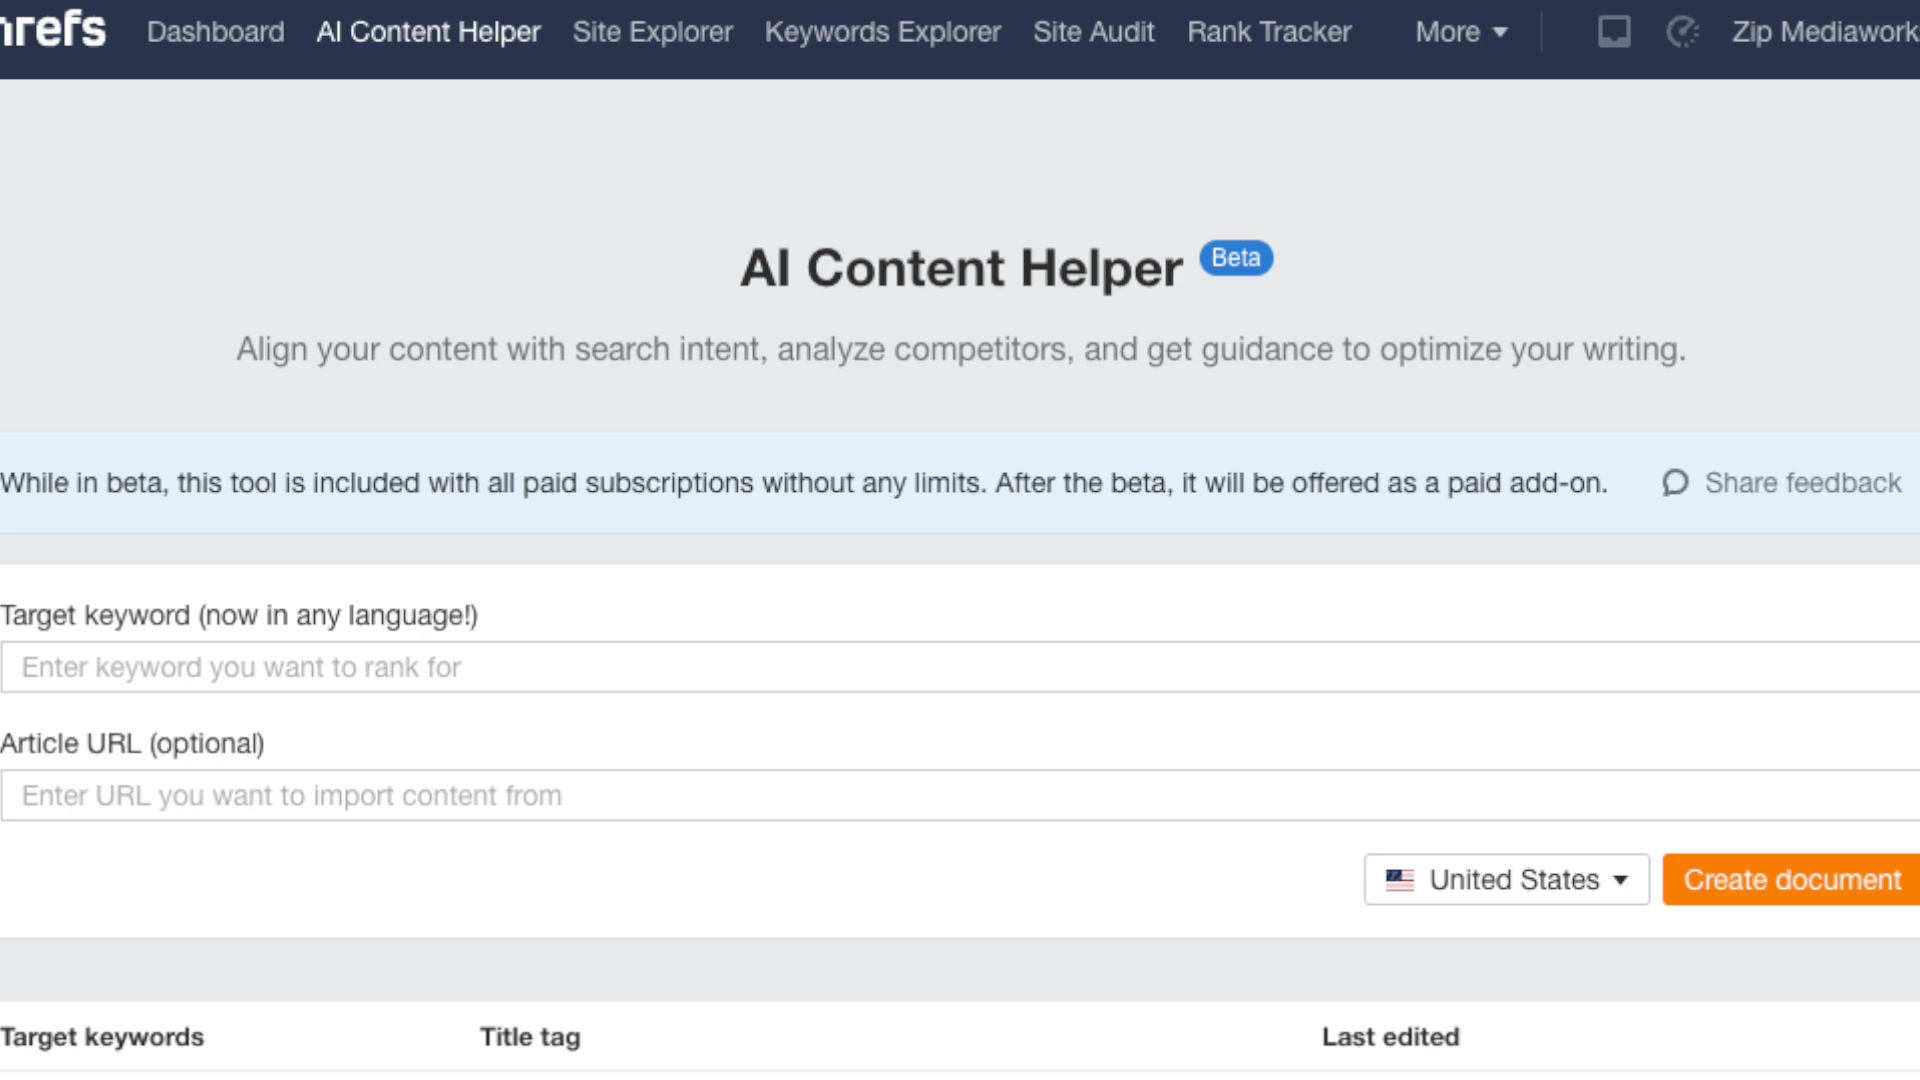 hrefs Dashboard AI Content Helper Site Explorer Keywords Explorer Site Audit Rank Tracker More Zip Mediawork
AI Content Helper Beta
Align your content with search intent, analyze competitors, and get guidance to optimize your writing.
While in beta, this tool is included with all paid subscriptions without any limits. After the beta, it will be offered as a paid add-on. Share feedback
Target keyword (now in any language!)
Enter keyword you want to rank for
Article URL (optional)
Enter URL you want to import content from
United States Create document
Target keywords Title tag Last edited